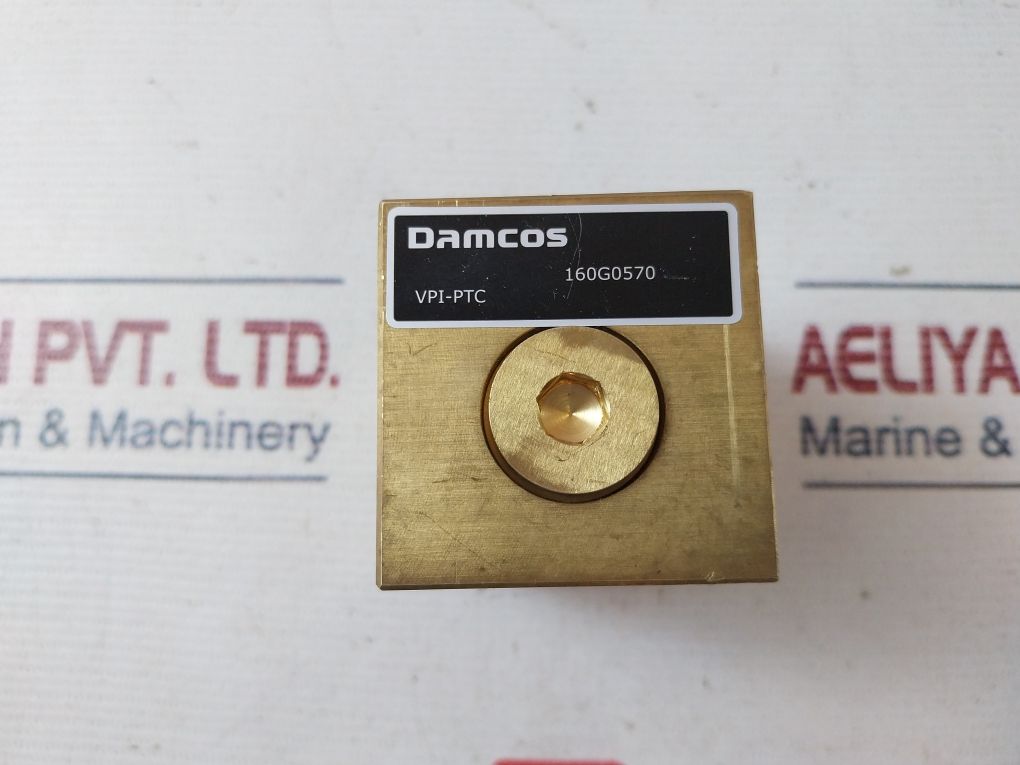 DAMCOS
160G0570
VPI-PTC
PVT. LTD.
& Machinery
AELIYA
Marine &